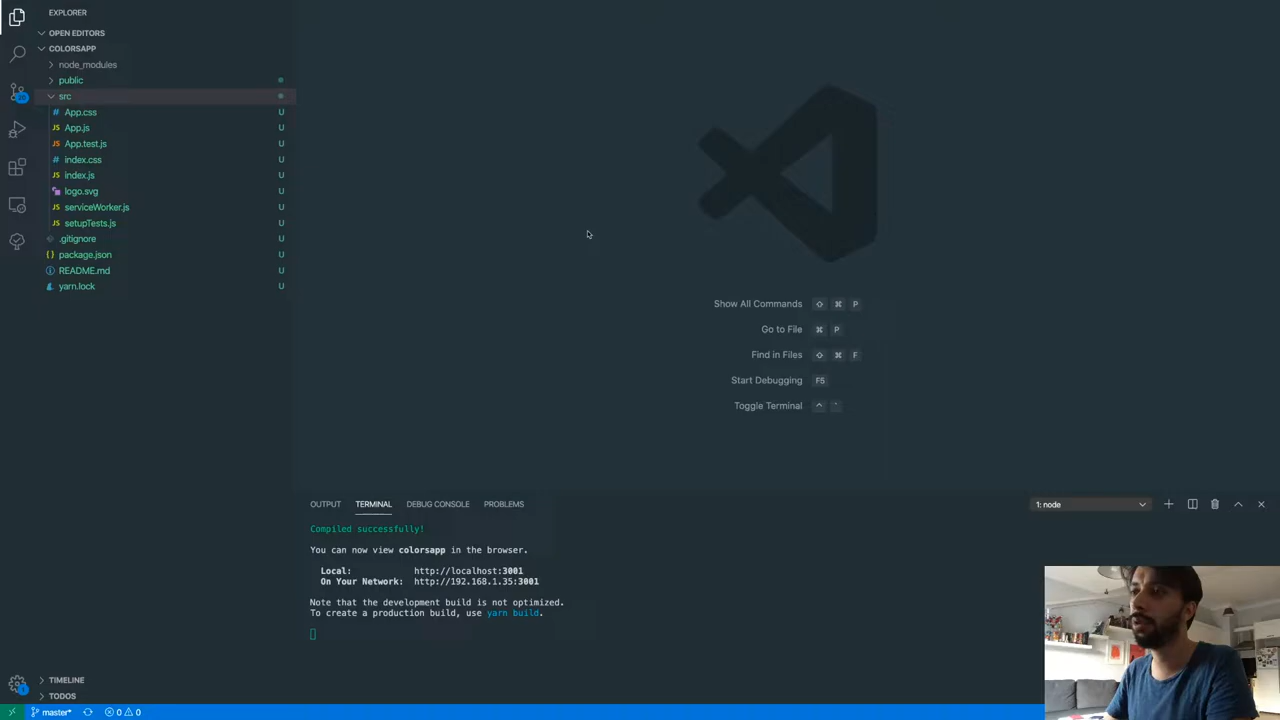 EXPLORER
OPEN EDITORS
COLORSAPP
node_modules
public
src
App.css U
JS App.js U
JS App.test.js U
index.css U
JS index.js U
logo.svg U
JS serviceWorker.js U
JS setupTests.js U
.gitignore U
package.json U
README.md U
yarn.lock U
TIMELINE
TODOS
Show All Commands ⇧ ⌘ P
Go to File ⌘ P
Find in Files ⇧ ⌘ F
Start Debugging F5
Toggle Terminal ^ `
OUTPUT TERMINAL DEBUG CONSOLE PROBLEMS 1: node
Compiled successfully!
You can now view colorsapp in the browser.
Local: http://localhost:3001
On Your Network: http://192.168.1.35:3001
Note that the development build is not optimized.
To create a production build, use yarn build.
master* 0 0